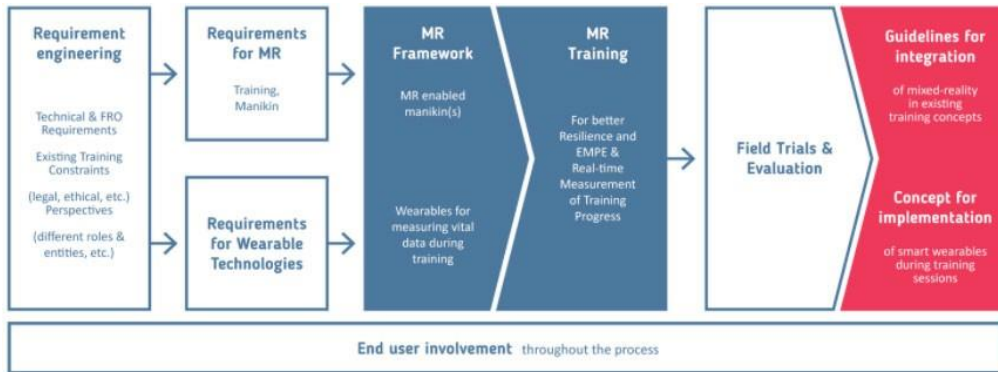 Requirement
engineering
Technical & FRO
Requirements
Existing Training
Constraints
(legal, ethical, etc.)
Perspectives
(different roles &
entities, etc.)
Requirements
for MR
Training,
Manikin
Requirements
for Wearable
Technologies
MR
Framework
MR enabled
manikin(s)
Wearables for
measuring vital
data during
training
MR
Training
For better
Resilience and
EMPE &
Real-time
Measurement
of Training
Progress
Field Trials &
Evaluation
Guidelines for
integration
of mixed-reality
in existing
training concepts
Concept for
implementation
of smart wearables
during training
sessions
End user involvement throughout the process